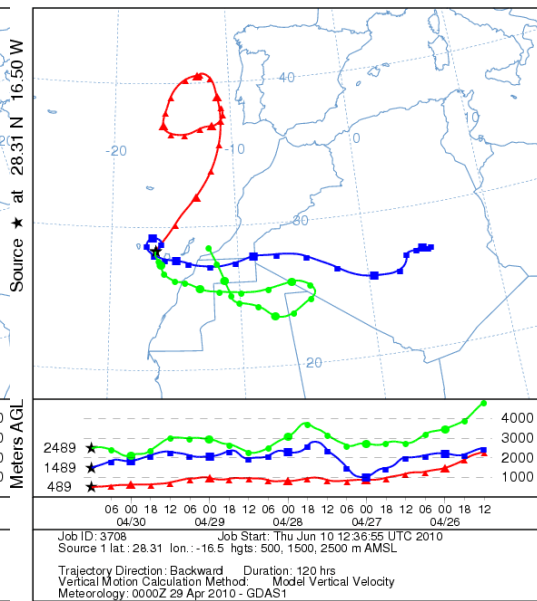 Source ★ at 28.31 N 16.50 W
40
10
-20
-10
0
30
20
Meters AGL
2489
1489
489
4000
3000
2000
1000
06 00 18 12 06 00 18 12 06 00 18 12 06 00 18 12 06 00 18 12
04/30 04/29 04/28 04/27 04/26
Job ID: 3708 Job Start: Thu Jun 10 12:36:55 UTC 2010
Source 1 lat.: 28.31 lon.: -16.5 hgts: 500, 1500, 2500 m AMSL
Trajectory Direction: Backward Duration: 120 hrs
Vertical Motion Calculation Method: Model Vertical Velocity
Meteorology: 0000Z 29 Apr 2010 - GDAS1